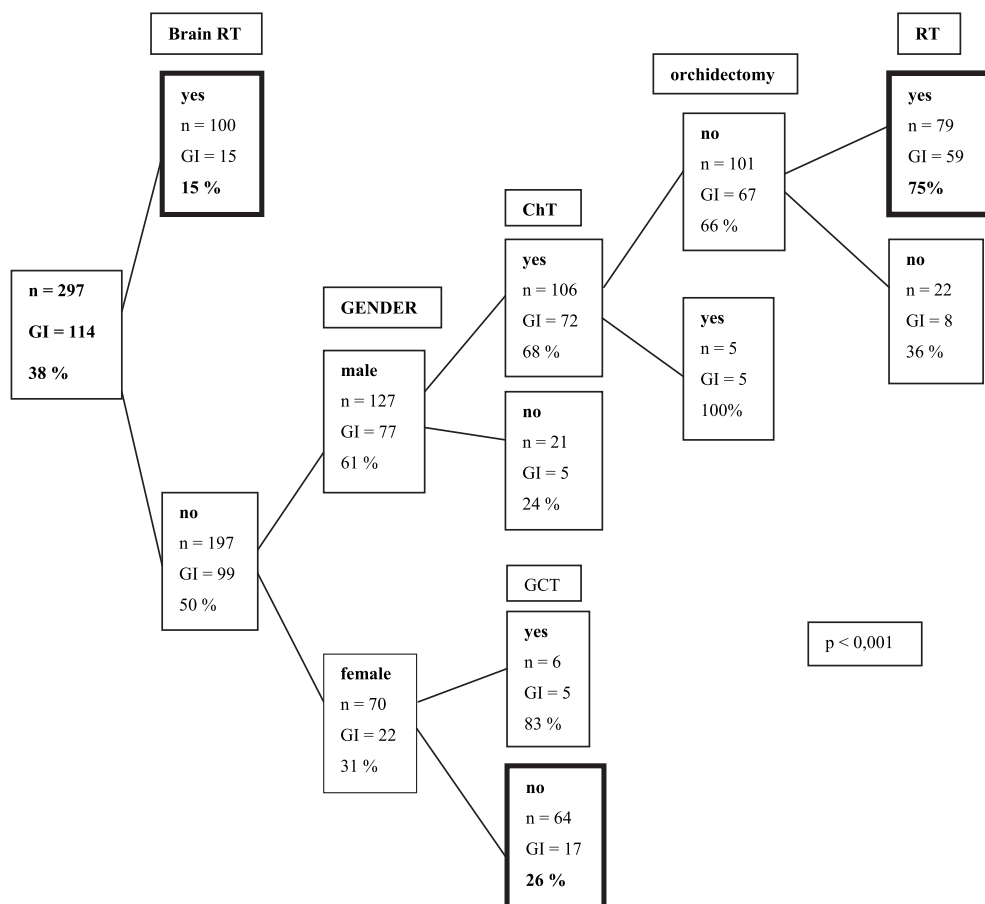 Brain RT
yes
n = 100
GI = 15
15 %
n = 297
GI = 114
38 %
no
n = 197
GI = 99
50 %
GENDER
male
n = 127
GI = 77
61 %
female
n = 70
GI = 22
31 %
ChT
yes
n = 106
GI = 72
68 %
no
n = 21
GI = 5
24 %
GCT
yes
n = 6
GI = 5
83 %
no
n = 64
GI = 17
26 %
orchidectomy
no
n = 101
GI = 67
66 %
yes
n = 5
GI = 5
100%
RT
yes
n = 79
GI = 59
75%
no
n = 22
GI = 8
36 %
p < 0,001